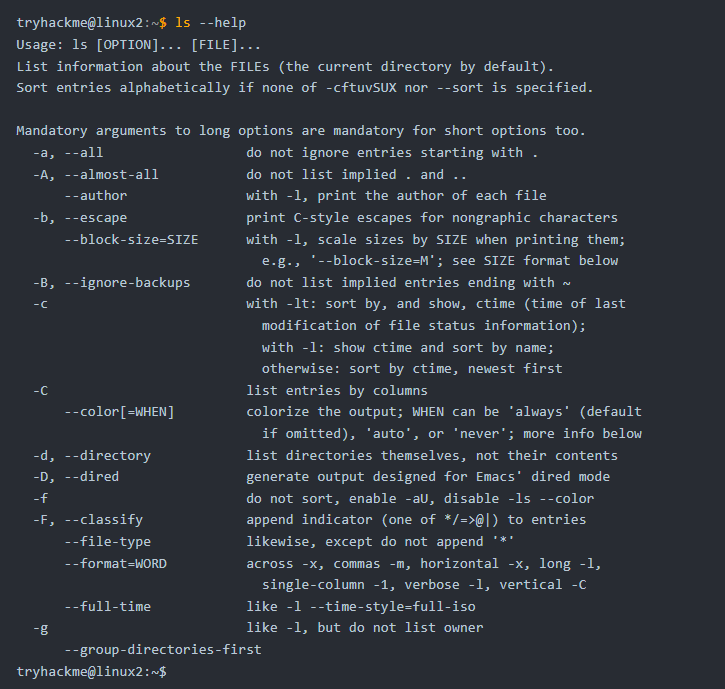 tryhackme@linux2:~$ ls --help
Usage: ls [OPTION]... [FILE]...
List information about the FILEs (the current directory by default).
Sort entries alphabetically if none of -cftuvSUX nor --sort is specified.

Mandatory arguments to long options are mandatory for short options too.
  -a, --all                  do not ignore entries starting with .
  -A, --almost-all           do not list implied . and ..
      --author               with -l, print the author of each file
  -b, --escape               print C-style escapes for nongraphic characters
      --block-size=SIZE      with -l, scale sizes by SIZE when printing them;
                               e.g., '--block-size=M'; see SIZE format below
  -B, --ignore-backups       do not list implied entries ending with ~
  -c                         with -lt: sort by, and show, ctime (time of last
                               modification of file status information);
                               with -l: show ctime and sort by name;
                               otherwise: sort by ctime, newest first
  -C                         list entries by columns
      --color[=WHEN]         colorize the output; WHEN can be 'always' (default
                               if omitted), 'auto', or 'never'; more info below
  -d, --directory            list directories themselves, not their contents
  -D, --dired                generate output designed for Emacs' dired mode
  -f                         do not sort, enable -aU, disable -ls --color
  -F, --classify             append indicator (one of */=>@|) to entries
      --file-type            likewise, except do not append '*'
      --format=WORD          across -x, commas -m, horizontal -x, long -l,
                               single-column -1, verbose -l, vertical -C
      --full-time            like -l --time-style=full-iso
  -g                         like -l, but do not list owner
      --group-directories-first
tryhackme@linux2:~$